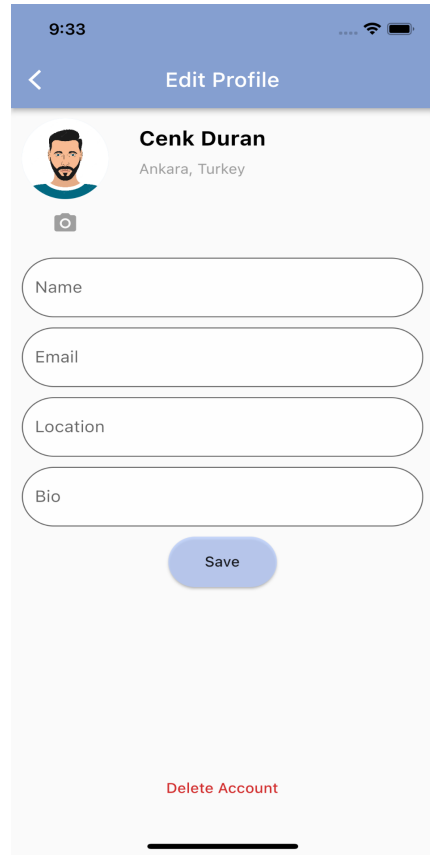 9:33
Edit Profile
Cenk Duran
Ankara, Turkey
Name
Email
Location
Bio
Save
Delete Account